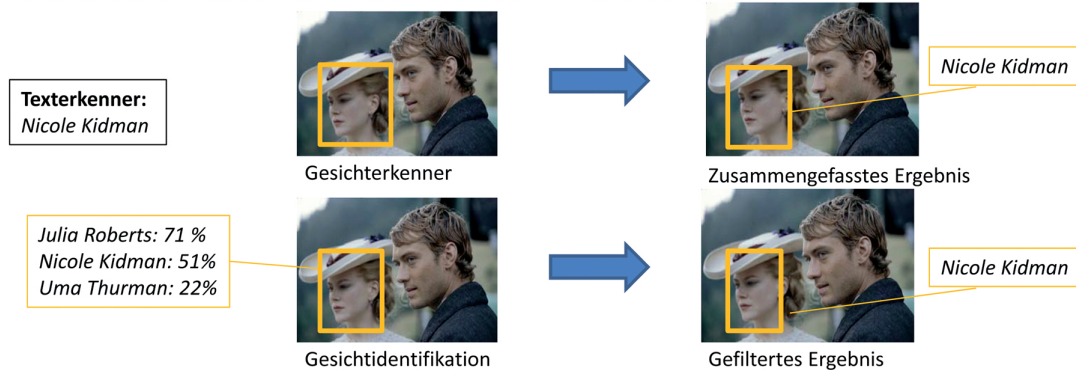 Texterkenner:
Nicole Kidman
Gesichterkenner
Nicole Kidman
Zusammengefasstes Ergebnis
Julia Roberts: 71 %
Nicole Kidman: 51%
Uma Thurman: 22%
Gesichtidentifikation
Nicole Kidman
Gefiltertes Ergebnis